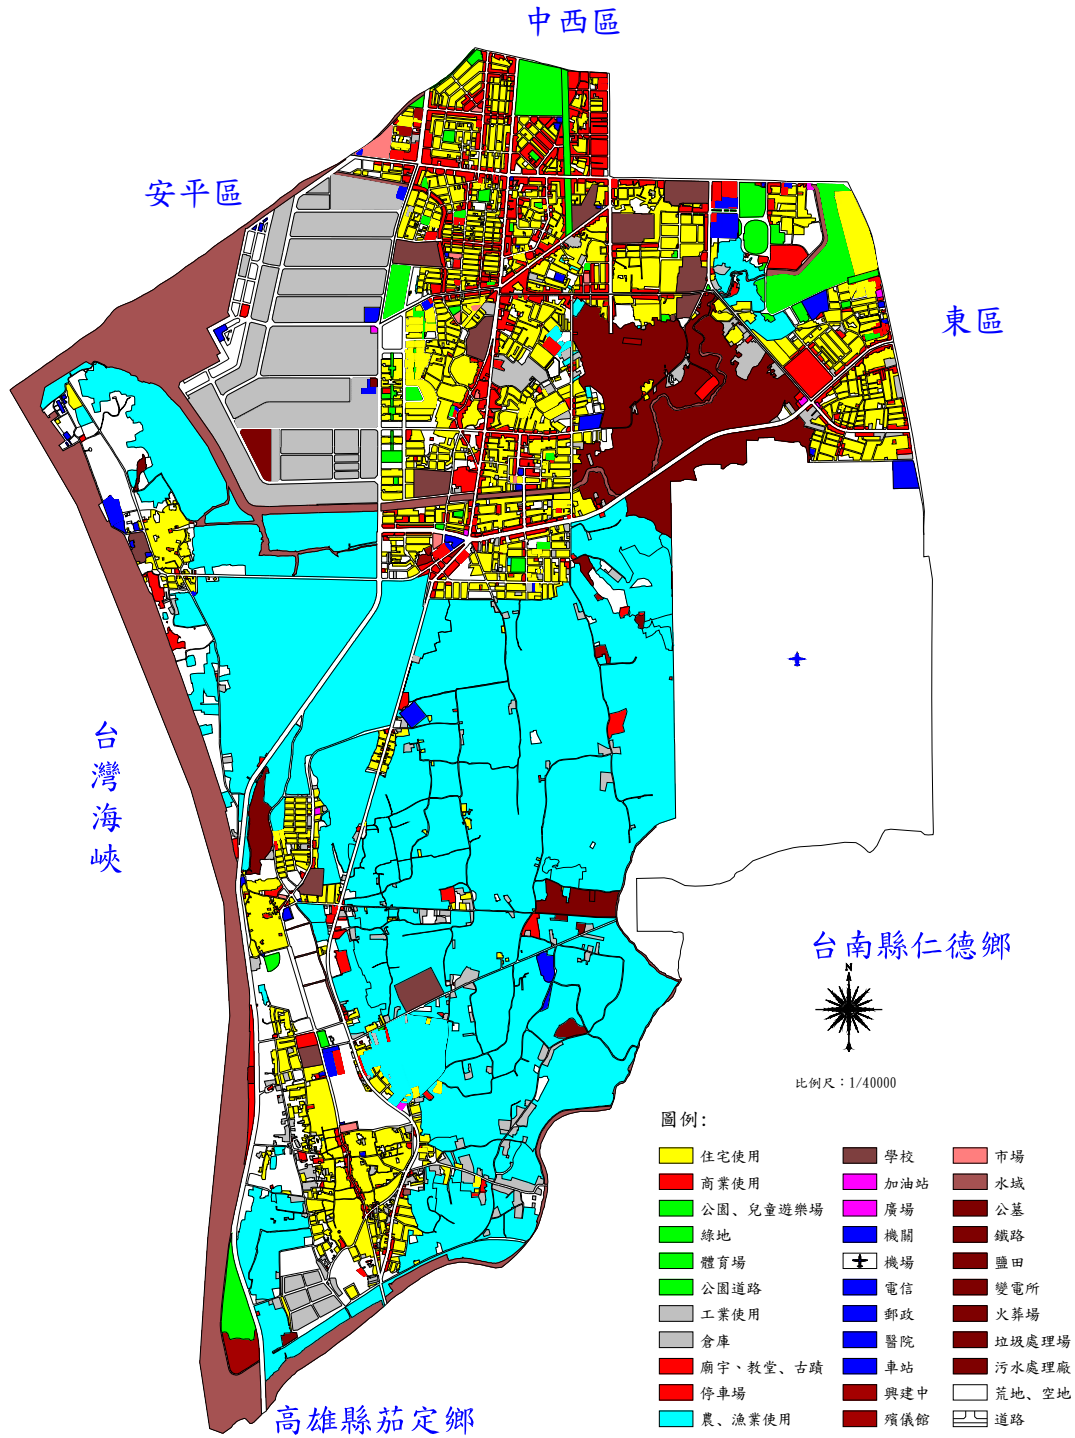 中西區
安平區
東區
台灣海峽
台南縣仁德鄉
N
比例尺：1/40000
圖例:
住宅使用
商業使用
公園、兒童遊樂場
綠地
體育場
公園道路
工業使用
倉庫
廟宇、教堂、古蹟
停車場
農、漁業使用
學校
加油站
廣場
機關
機場
電信
郵政
醫院
車站
興建中
殯儀館
市場
水域
公墓
鐵路
鹽田
變電所
火葬場
垃圾處理場
污水處理廠
荒地、空地
道路
高雄縣茄定鄉